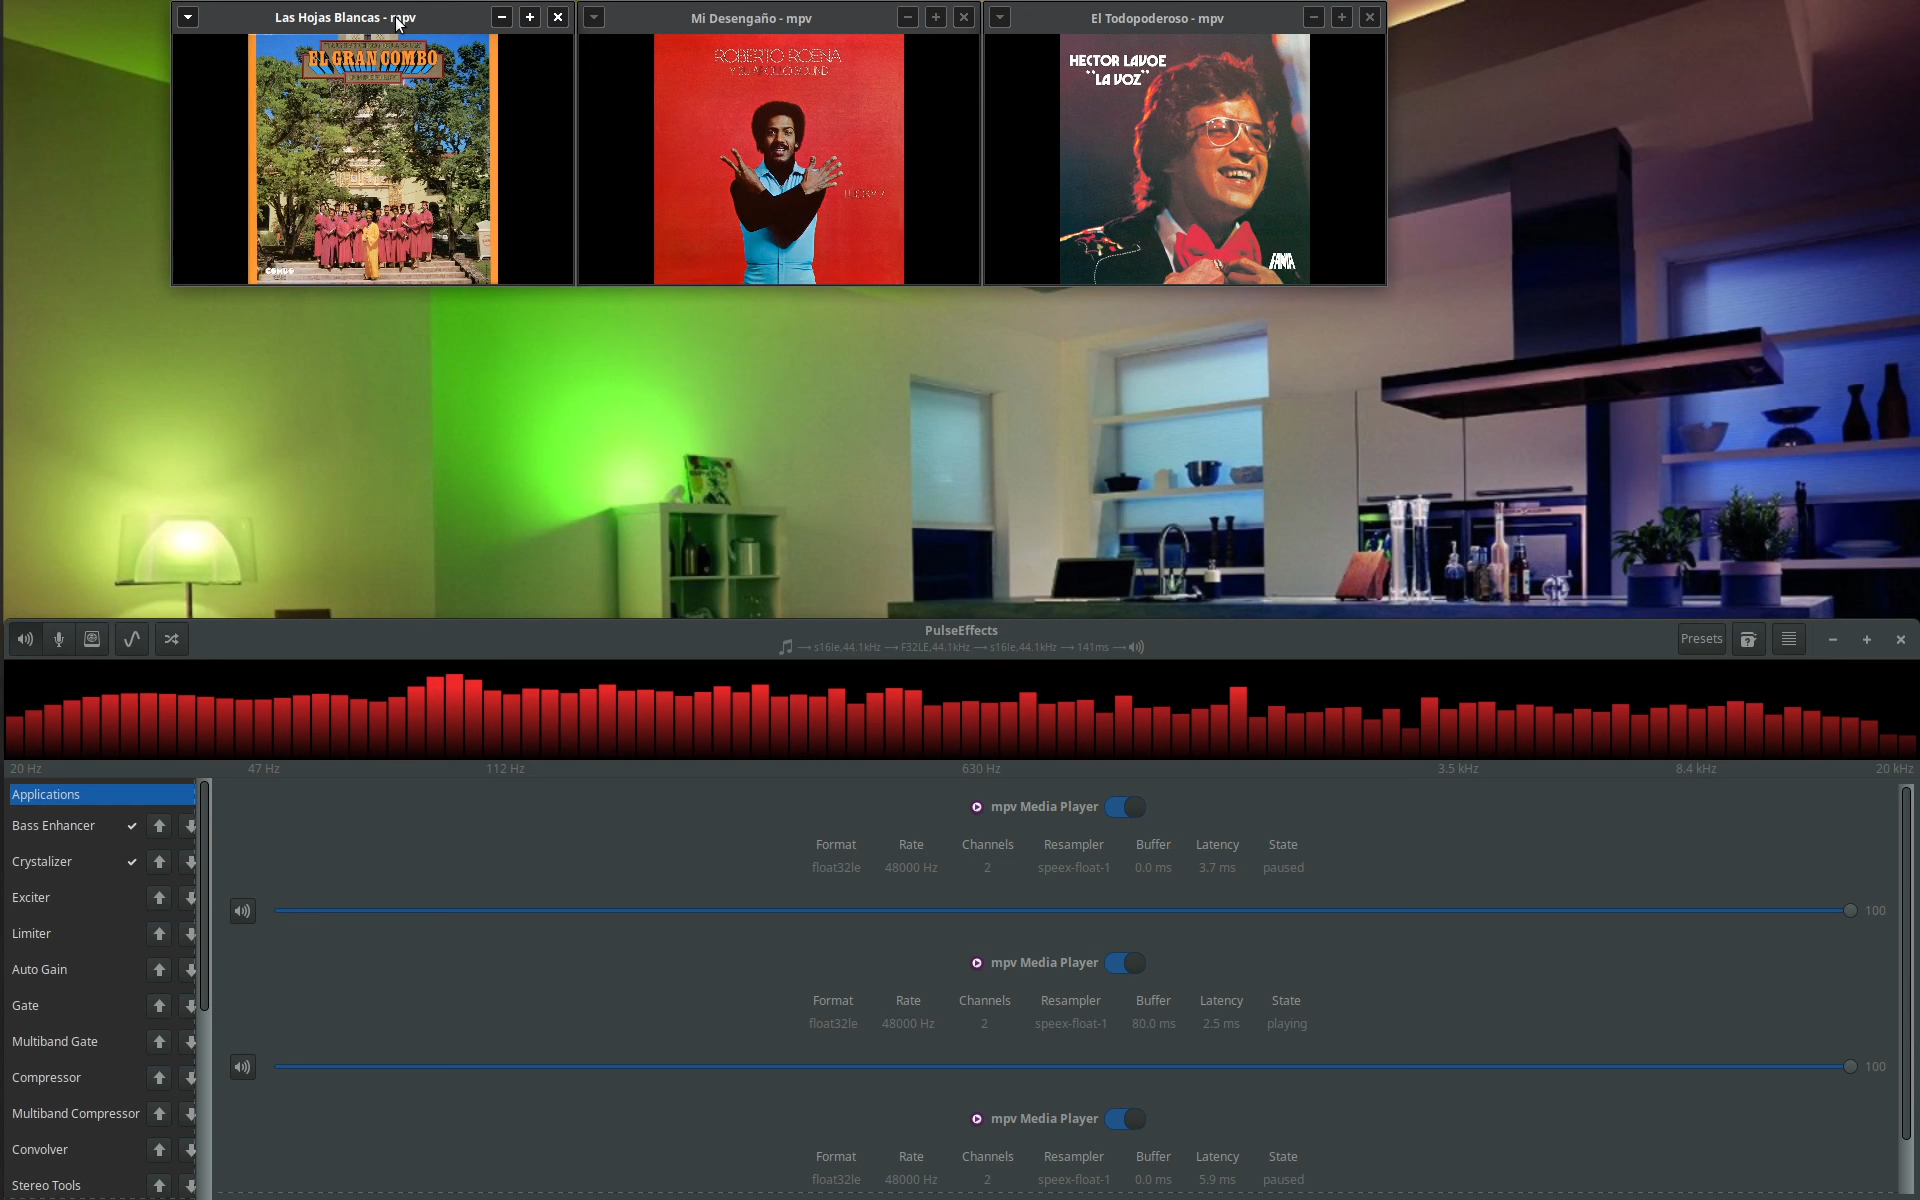 Las Hojas Blancas - mpv
Mi Desengaño - mpv
El Todopoderoso - mpv
EL GRAN COMBO
COMBO
ROBERTO ROENA
Y SU APOLLO SOUND
HECTOR LAVOE
"LA VOZ"
FANIA
PulseEffects
s16le,44.1kHz → F32LE,44.1kHz → s16le,44.1kHz → 141ms →
Presets
20 Hz 47 Hz 112 Hz 630 Hz 3.5 kHz 8.4 kHz 20 kHz
Applications
Bass Enhancer
Crystalizer
Exciter
Limiter
Auto Gain
Gate
Multiband Gate
Compressor
Multiband Compressor
Convolver
Stereo Tools
mpv Media Player
Format Rate Channels Resampler Buffer Latency State
float32le 48000 Hz 2 speex-float-1 0.0 ms 3.7 ms paused
100
mpv Media Player
Format Rate Channels Resampler Buffer Latency State
float32le 48000 Hz 2 speex-float-1 80.0 ms 2.5 ms playing
100
mpv Media Player
Format Rate Channels Resampler Buffer Latency State
float32le 48000 Hz 2 speex-float-1 0.0 ms 5.9 ms paused